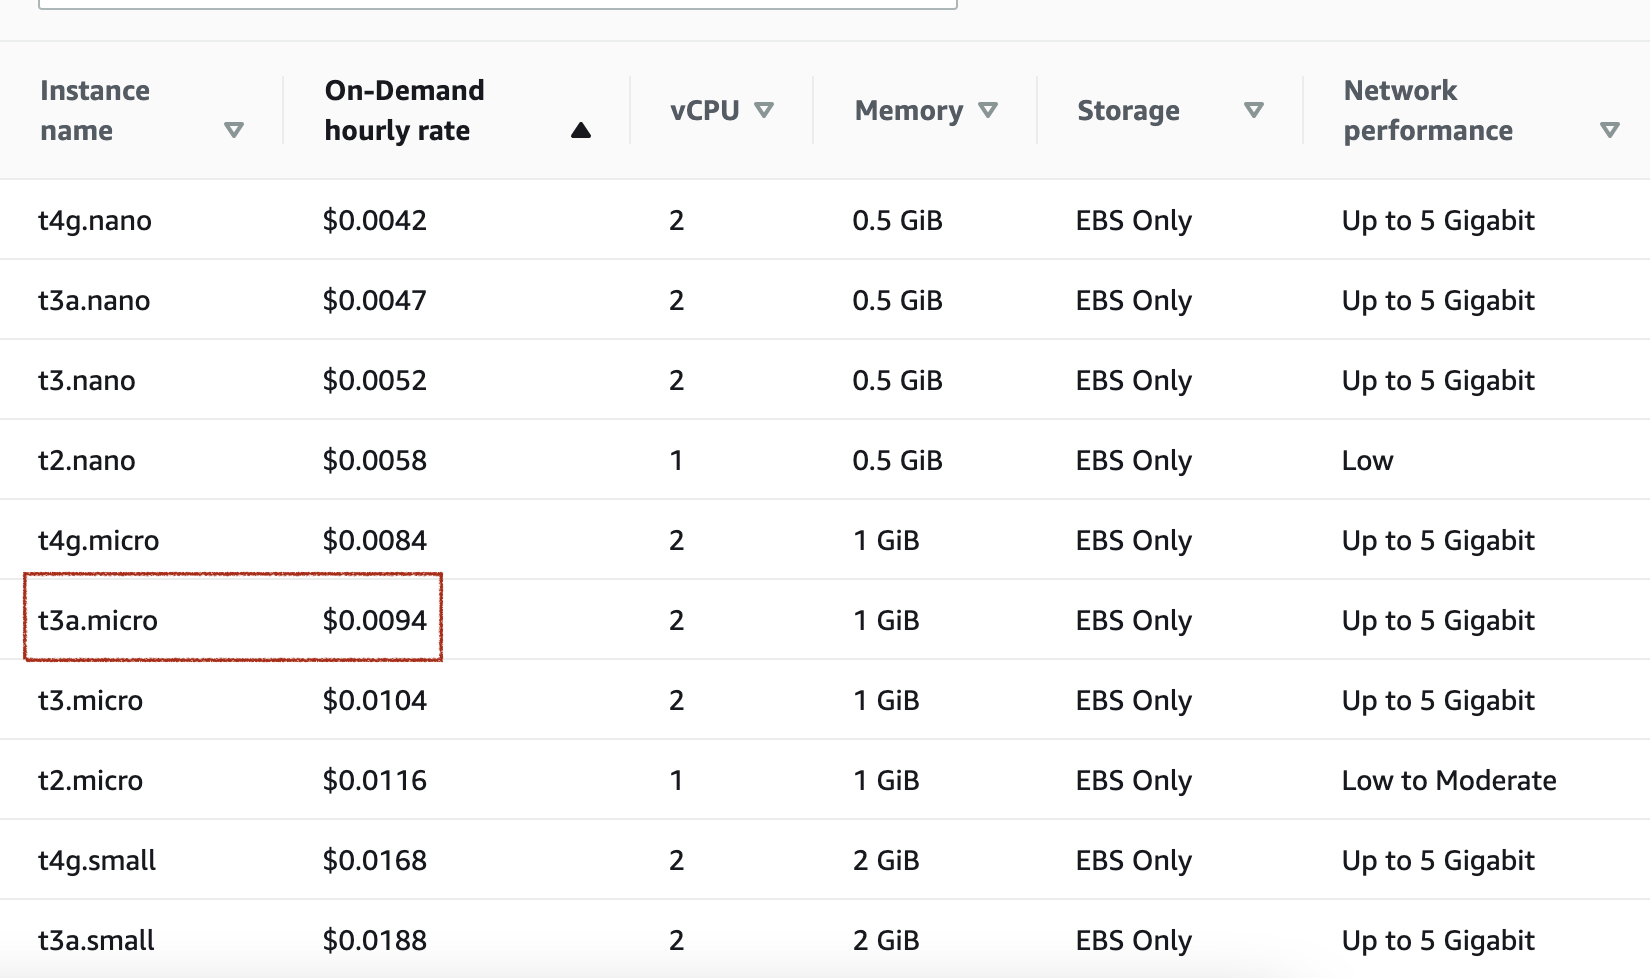 Instance name
On-Demand hourly rate
vCPU
Memory
Storage
Network performance
t4g.nano $0.0042 2 0.5 GiB EBS Only Up to 5 Gigabit
t3a.nano $0.0047 2 0.5 GiB EBS Only Up to 5 Gigabit
t3.nano $0.0052 2 0.5 GiB EBS Only Up to 5 Gigabit
t2.nano $0.0058 1 0.5 GiB EBS Only Low
t4g.micro $0.0084 2 1 GiB EBS Only Up to 5 Gigabit
t3a.micro $0.0094 2 1 GiB EBS Only Up to 5 Gigabit
t3.micro $0.0104 2 1 GiB EBS Only Up to 5 Gigabit
t2.micro $0.0116 1 1 GiB EBS Only Low to Moderate
t4g.small $0.0168 2 2 GiB EBS Only Up to 5 Gigabit
t3a.small $0.0188 2 2 GiB EBS Only Up to 5 Gigabit